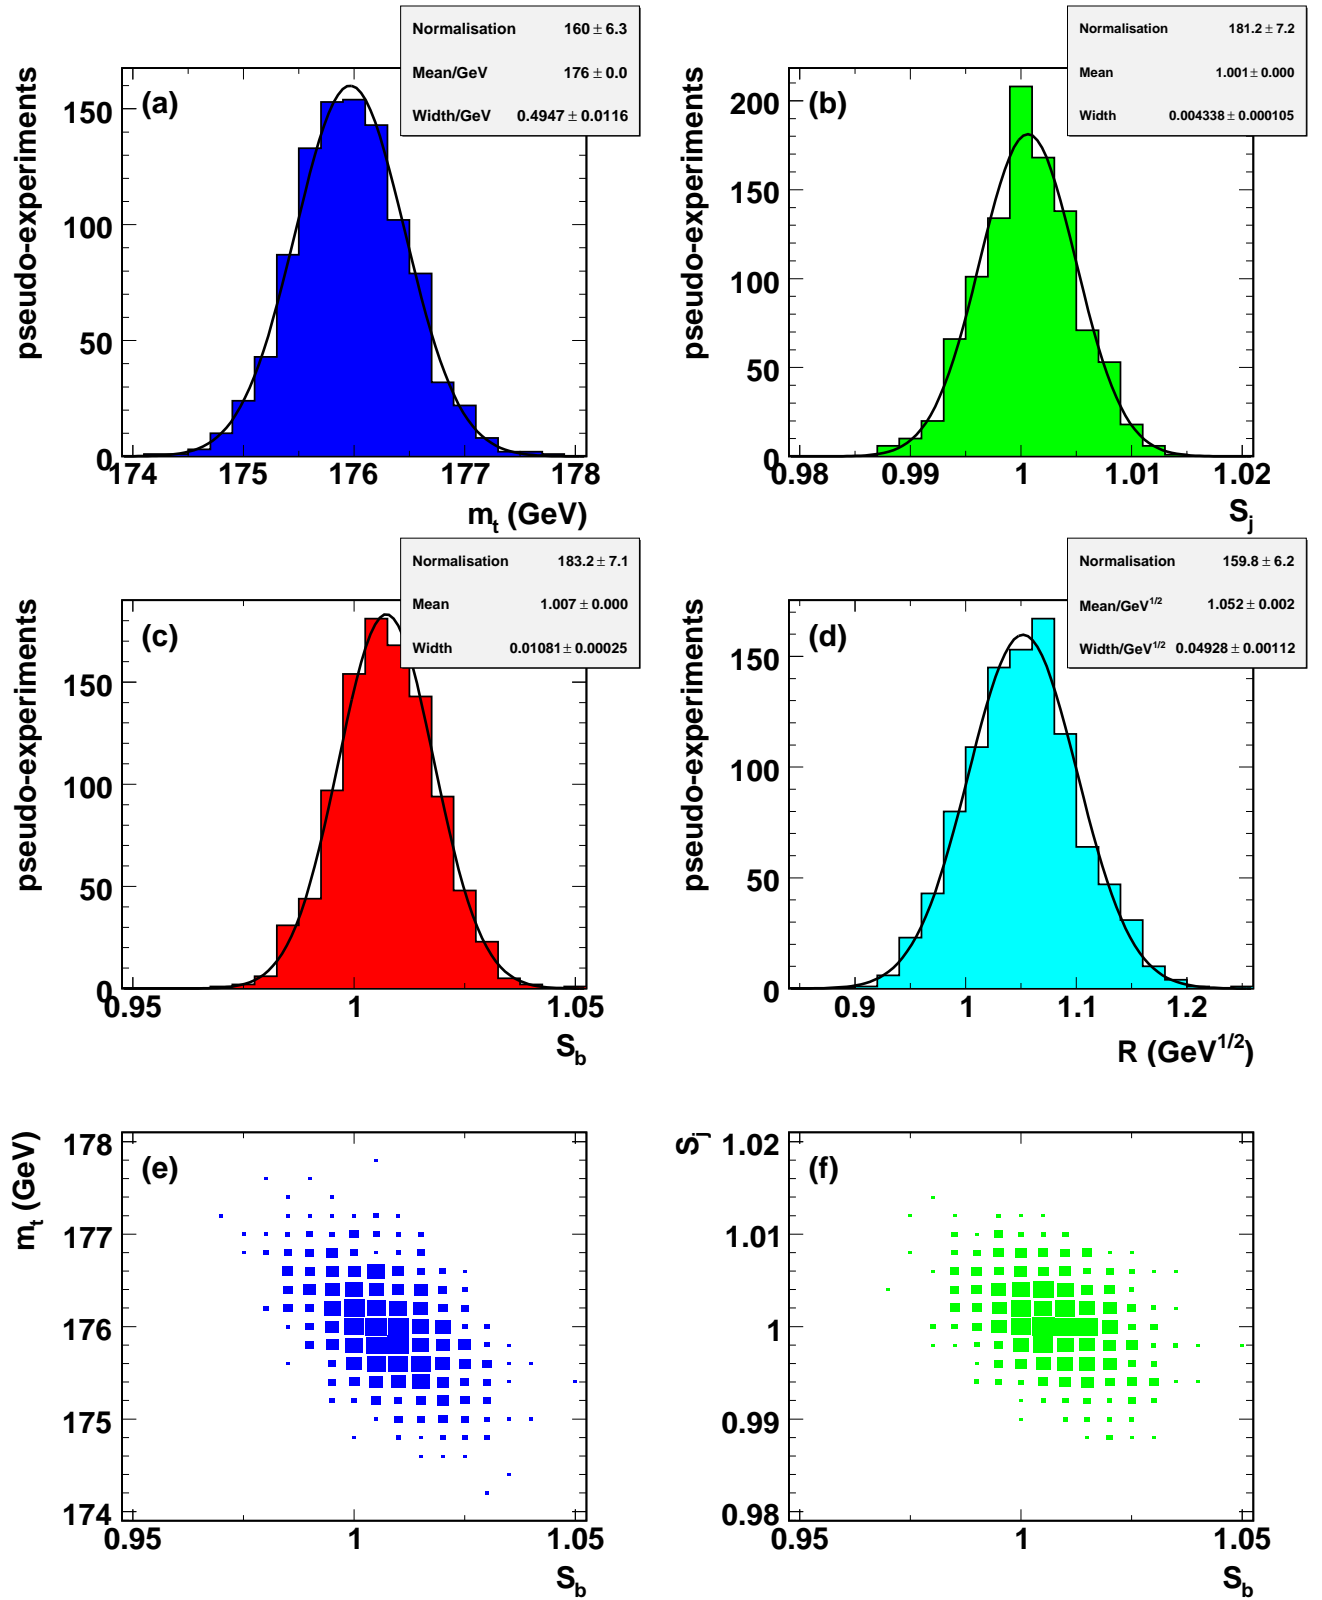 Normalisation 160 ± 6.3
Mean/GeV 176 ± 0.0
Width/GeV 0.4947 ± 0.0116
(a)
pseudo-experiments
150
100
50
0
174 175 176 177 178
m_t (GeV)
Normalisation 181.2 ± 7.2
Mean 1.001 ± 0.000
Width 0.004338 ± 0.000105
(b)
pseudo-experiments
200
150
100
50
0
0.98 0.99 1 1.01 1.02
S_j
Normalisation 183.2 ± 7.1
Mean 1.007 ± 0.000
Width 0.01081 ± 0.00025
(c)
pseudo-experiments
150
100
50
0
0.95 1 1.05
S_b
Normalisation 159.8 ± 6.2
Mean/GeV^1/2 1.052 ± 0.002
Width/GeV^1/2 0.04928 ± 0.00112
(d)
pseudo-experiments
150
100
50
0
0.9 1 1.1 1.2
R (GeV^1/2)
(e)
m_t (GeV)
178
177
176
175
174
0.95 1 1.05
S_b
(f)
S_j
1.02
1.01
1
0.99
0.98
0.95 1 1.05
S_b